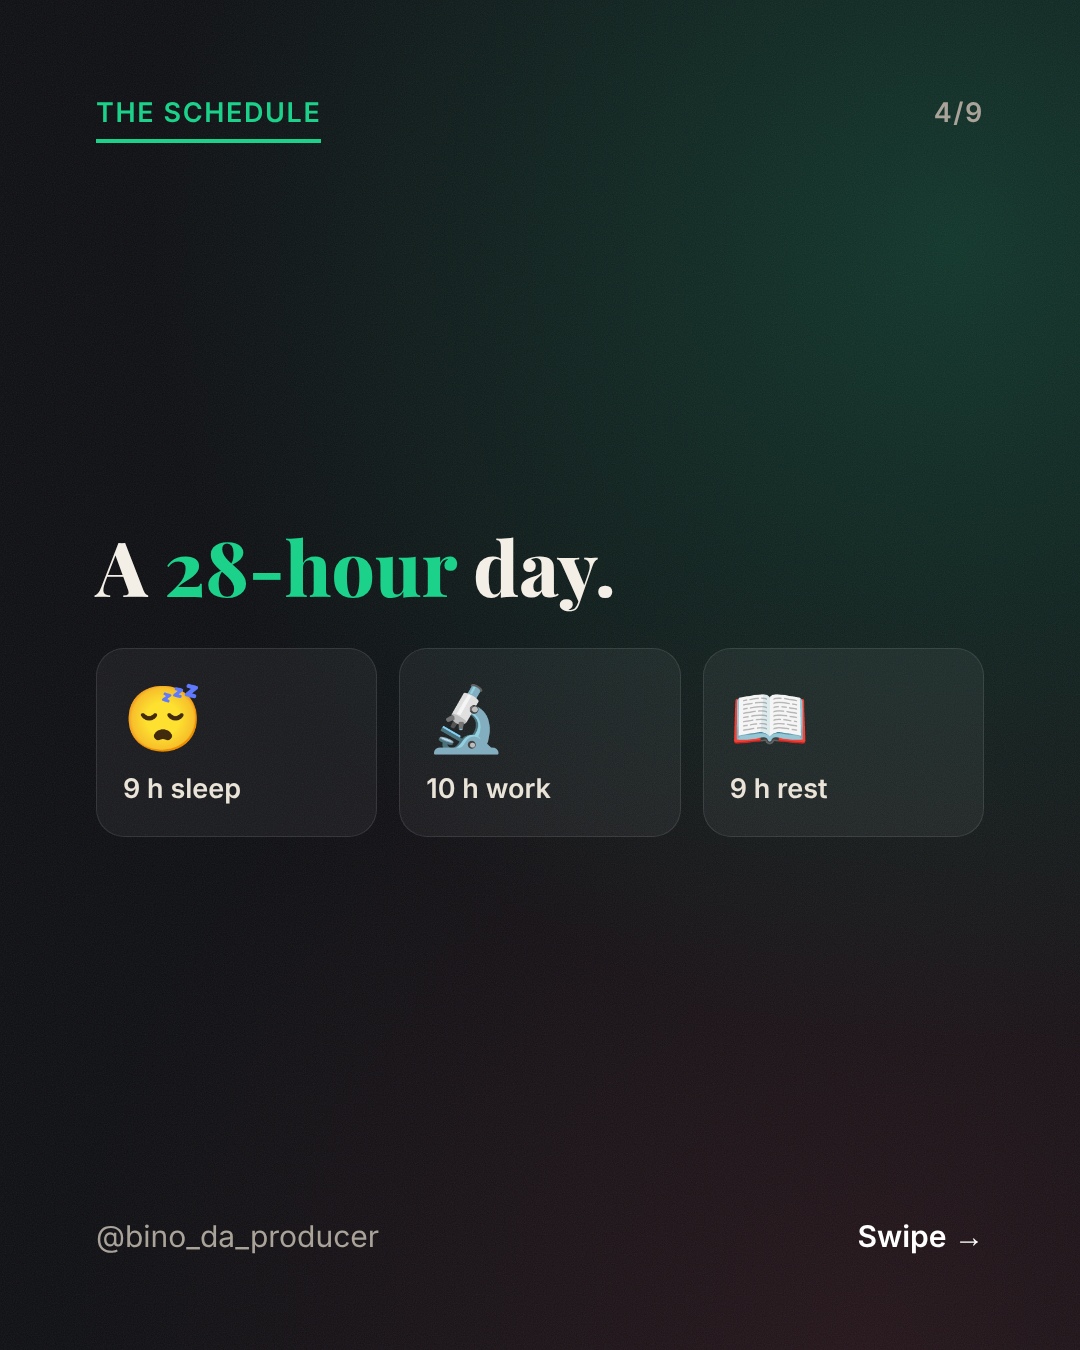 THE SCHEDULE
4/9
A 28-hour day.
9 h sleep
10 h work
9 h rest
@bino_da_producer
Swipe →